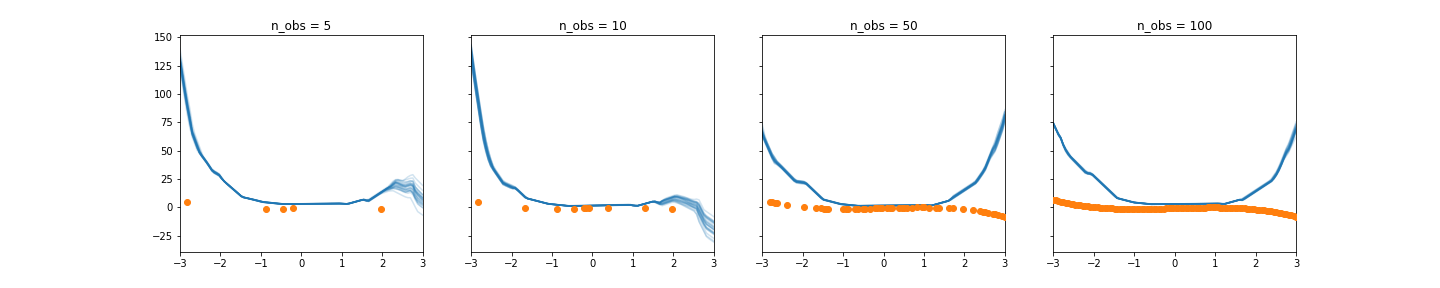 n_obs = 5
n_obs = 10
n_obs = 50
n_obs = 100
150
125
100
75
50
25
0
−25
−3 −2 −1 0 1 2 3
−3 −2 −1 0 1 2 3
−3 −2 −1 0 1 2 3
−3 −2 −1 0 1 2 3